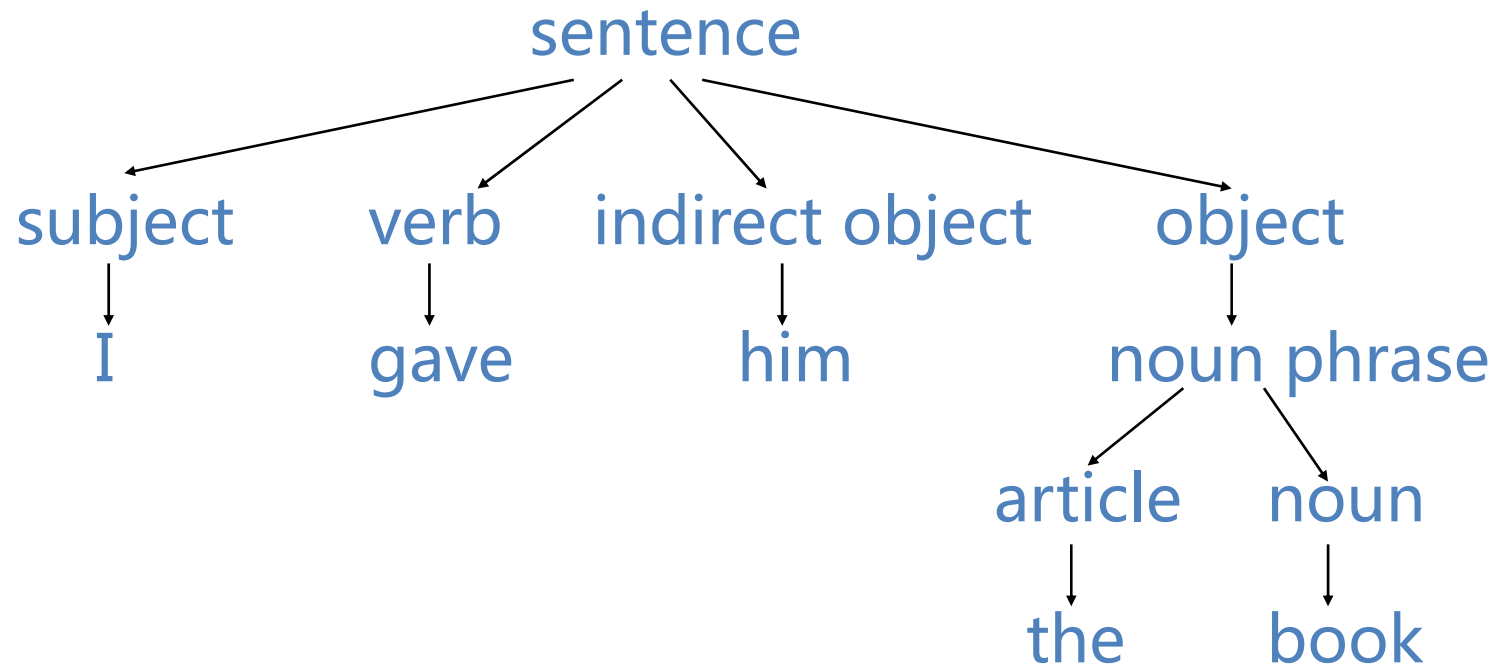 sentence
subject verb indirect object object
I gave him noun phrase
article noun
the book